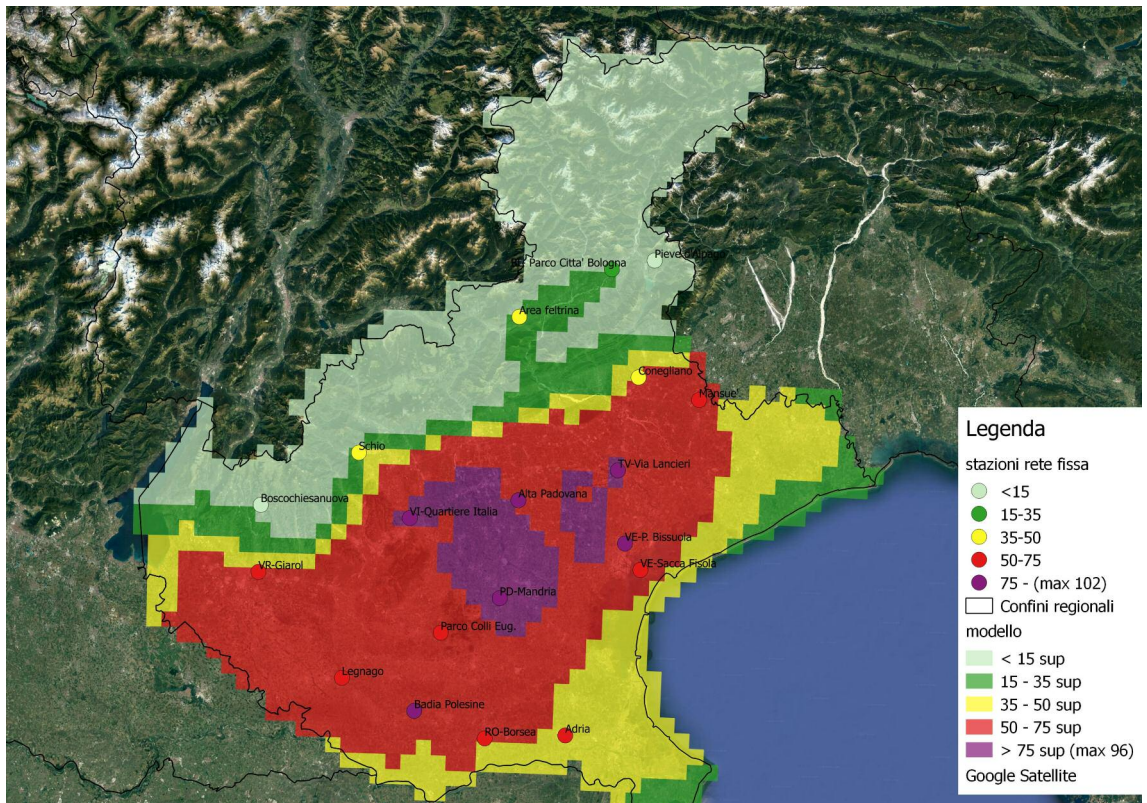 Parco Citta' Bologna
Pieve d'Alpago
Area feltrina
Conegliano
Mansue'
Schio
TV-Via Lancieri
Boscochiesanuova
Alta Padovana
VI-Quartiere Italia
VE-P. Bissuola
VR-Giarol
VE-Sacca Fisola
PD-Mandria
Parco Colli Eug.
Legnago
Badia Polesine
RO-Borsea
Adria
Legenda
stazioni rete fissa
<15
15-35
35-50
50-75
75 - (max 102)
Confini regionali
modello
< 15 sup
15 - 35 sup
35 - 50 sup
50 - 75 sup
> 75 sup (max 96)
Google Satellite